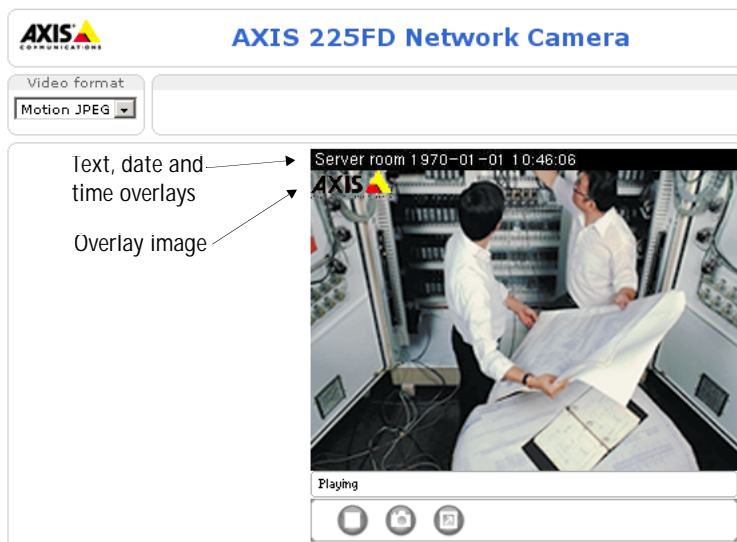 AXIS
COMMUNICATIONS
AXIS 225FD Network Camera
Video format
Motion JPEG
Text, date and
time overlays
Overlay image
Server room 1970-01-01 10:46:06
AXIS
Playing